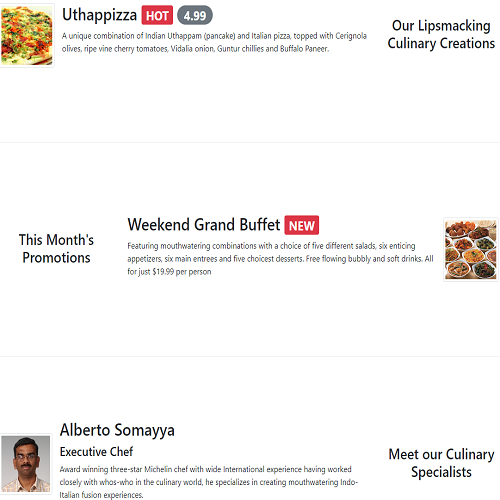 Uthappizza HOT 4.99
A unique combination of Indian Uthappam (pancake) and Italian pizza, topped with Cerignola
olives, ripe vine cherry tomatoes, Vidalia onion, Guntur chillies and Buffalo Paneer.
Our Lipsmacking
Culinary Creations
This Month's
Promotions
Weekend Grand Buffet NEW
Featuring mouthwatering combinations with a choice of five different salads, six enticing
appetizers, six main entrees and five choicest desserts. Free flowing bubbly and soft drinks. All
for just $19.99 per person
Alberto Somayya
Executive Chef
Award winning three-star Michelin chef with wide International experience having worked
closely with whos-who in the culinary world, he specializes in creating mouthwatering Indo-
Italian fusion experiences.
Meet our Culinary
Specialists